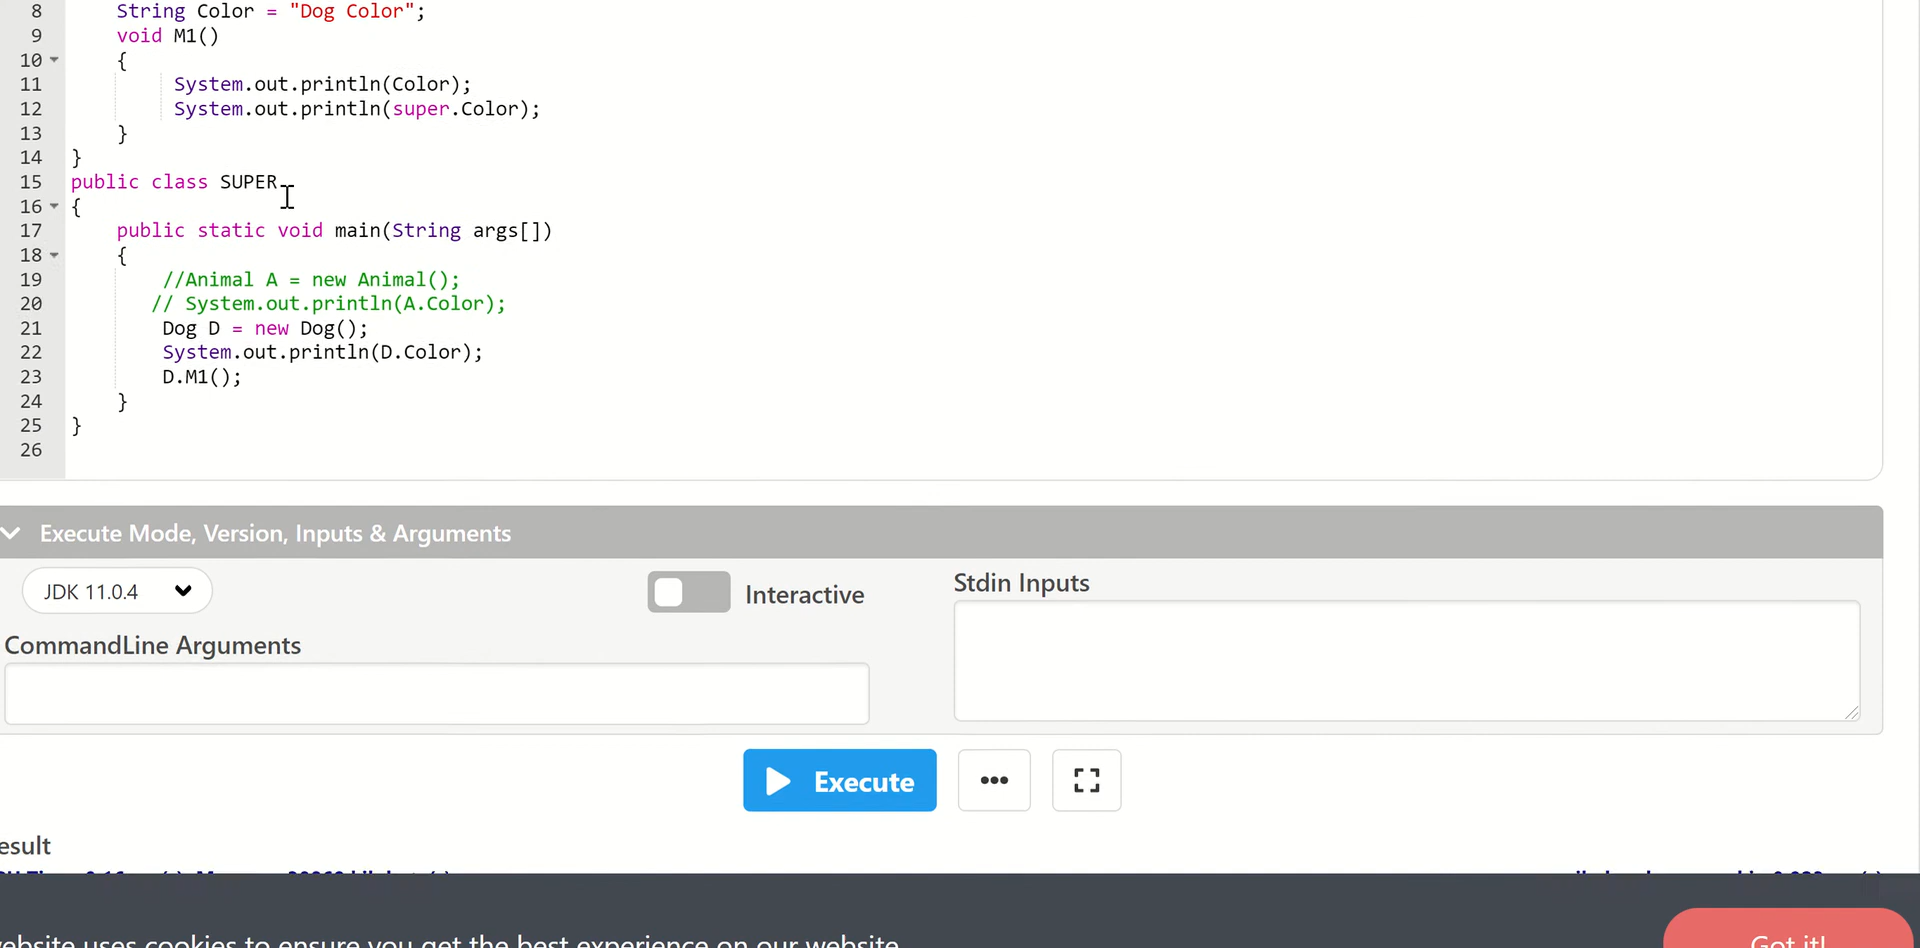 8 String Color = "Dog Color";
9 void M1()
10 {
11 System.out.println(Color);
12 System.out.println(super.Color);
13 }
14 }
15 public class SUPER
16 {
17 public static void main(String args[])
18 {
19 //Animal A = new Animal();
20 // System.out.println(A.Color);
21 Dog D = new Dog();
22 System.out.println(D.Color);
23 D.M1();
24 }
25 }
26
Execute Mode, Version, Inputs & Arguments
JDK 11.0.4
Interactive
Stdin Inputs
CommandLine Arguments
Execute
esult
ebsite uses cookies to ensure you get the best experience on our website
Got it!